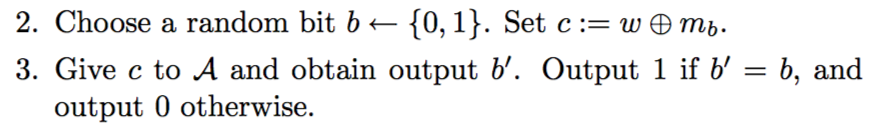 2. Choose a random bit b ← {0, 1}. Set c := w ⊕ m_b.
3. Give c to 𝒜 and obtain output b′. Output 1 if b′ = b, and
output 0 otherwise.